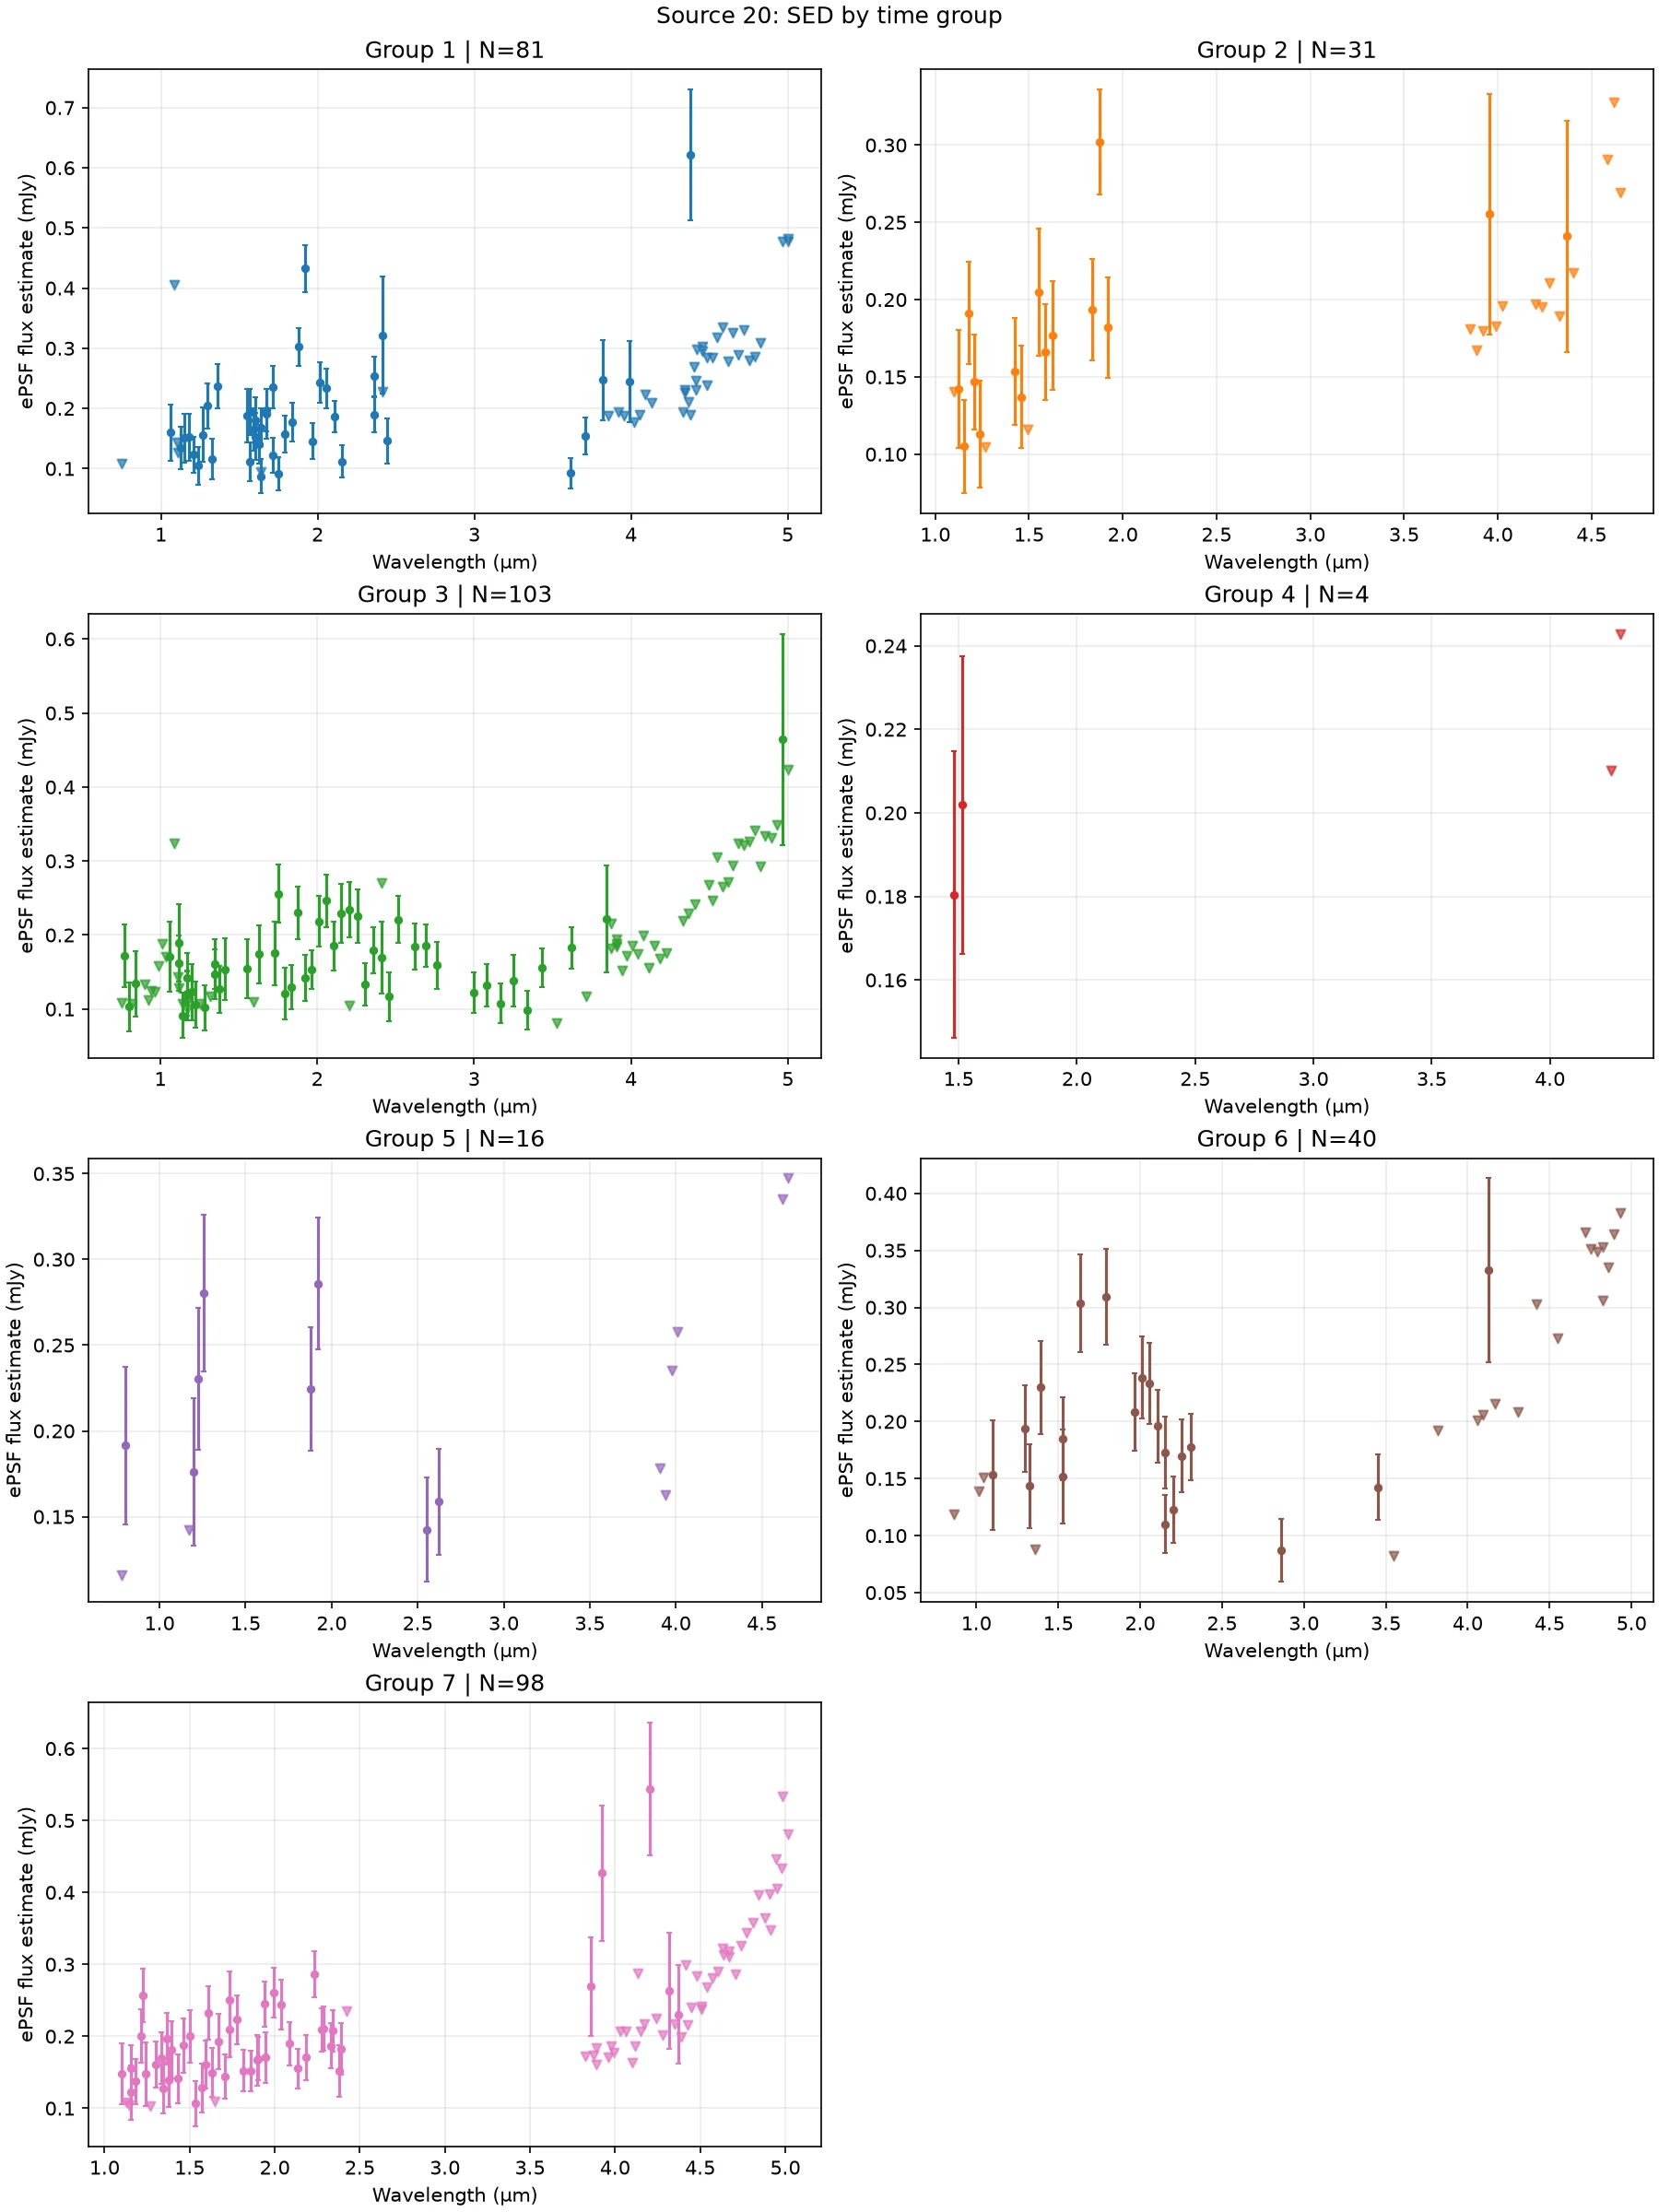 Source 20: SED by time group
Group 1 | N=81
0.7
0.6
0.5
0.4
0.3
0.2
0.1
ePSF flux estimate (mJy)
1 2 3 4 5
Wavelength (μm)
Group 2 | N=31
0.30
0.25
0.20
0.15
0.10
ePSF flux estimate (mJy)
1.0 1.5 2.0 2.5 3.0 3.5 4.0 4.5
Wavelength (μm)
Group 3 | N=103
0.6
0.5
0.4
0.3
0.2
0.1
ePSF flux estimate (mJy)
1 2 3 4 5
Wavelength (μm)
Group 4 | N=4
0.24
0.22
0.20
0.18
0.16
ePSF flux estimate (mJy)
1.5 2.0 2.5 3.0 3.5 4.0
Wavelength (μm)
Group 5 | N=16
0.35
0.30
0.25
0.20
0.15
ePSF flux estimate (mJy)
1.0 1.5 2.0 2.5 3.0 3.5 4.0 4.5
Wavelength (μm)
Group 6 | N=40
0.40
0.35
0.30
0.25
0.20
0.15
0.10
0.05
ePSF flux estimate (mJy)
1.0 1.5 2.0 2.5 3.0 3.5 4.0 4.5 5.0
Wavelength (μm)
Group 7 | N=98
0.6
0.5
0.4
0.3
0.2
0.1
ePSF flux estimate (mJy)
1.0 1.5 2.0 2.5 3.0 3.5 4.0 4.5 5.0
Wavelength (μm)